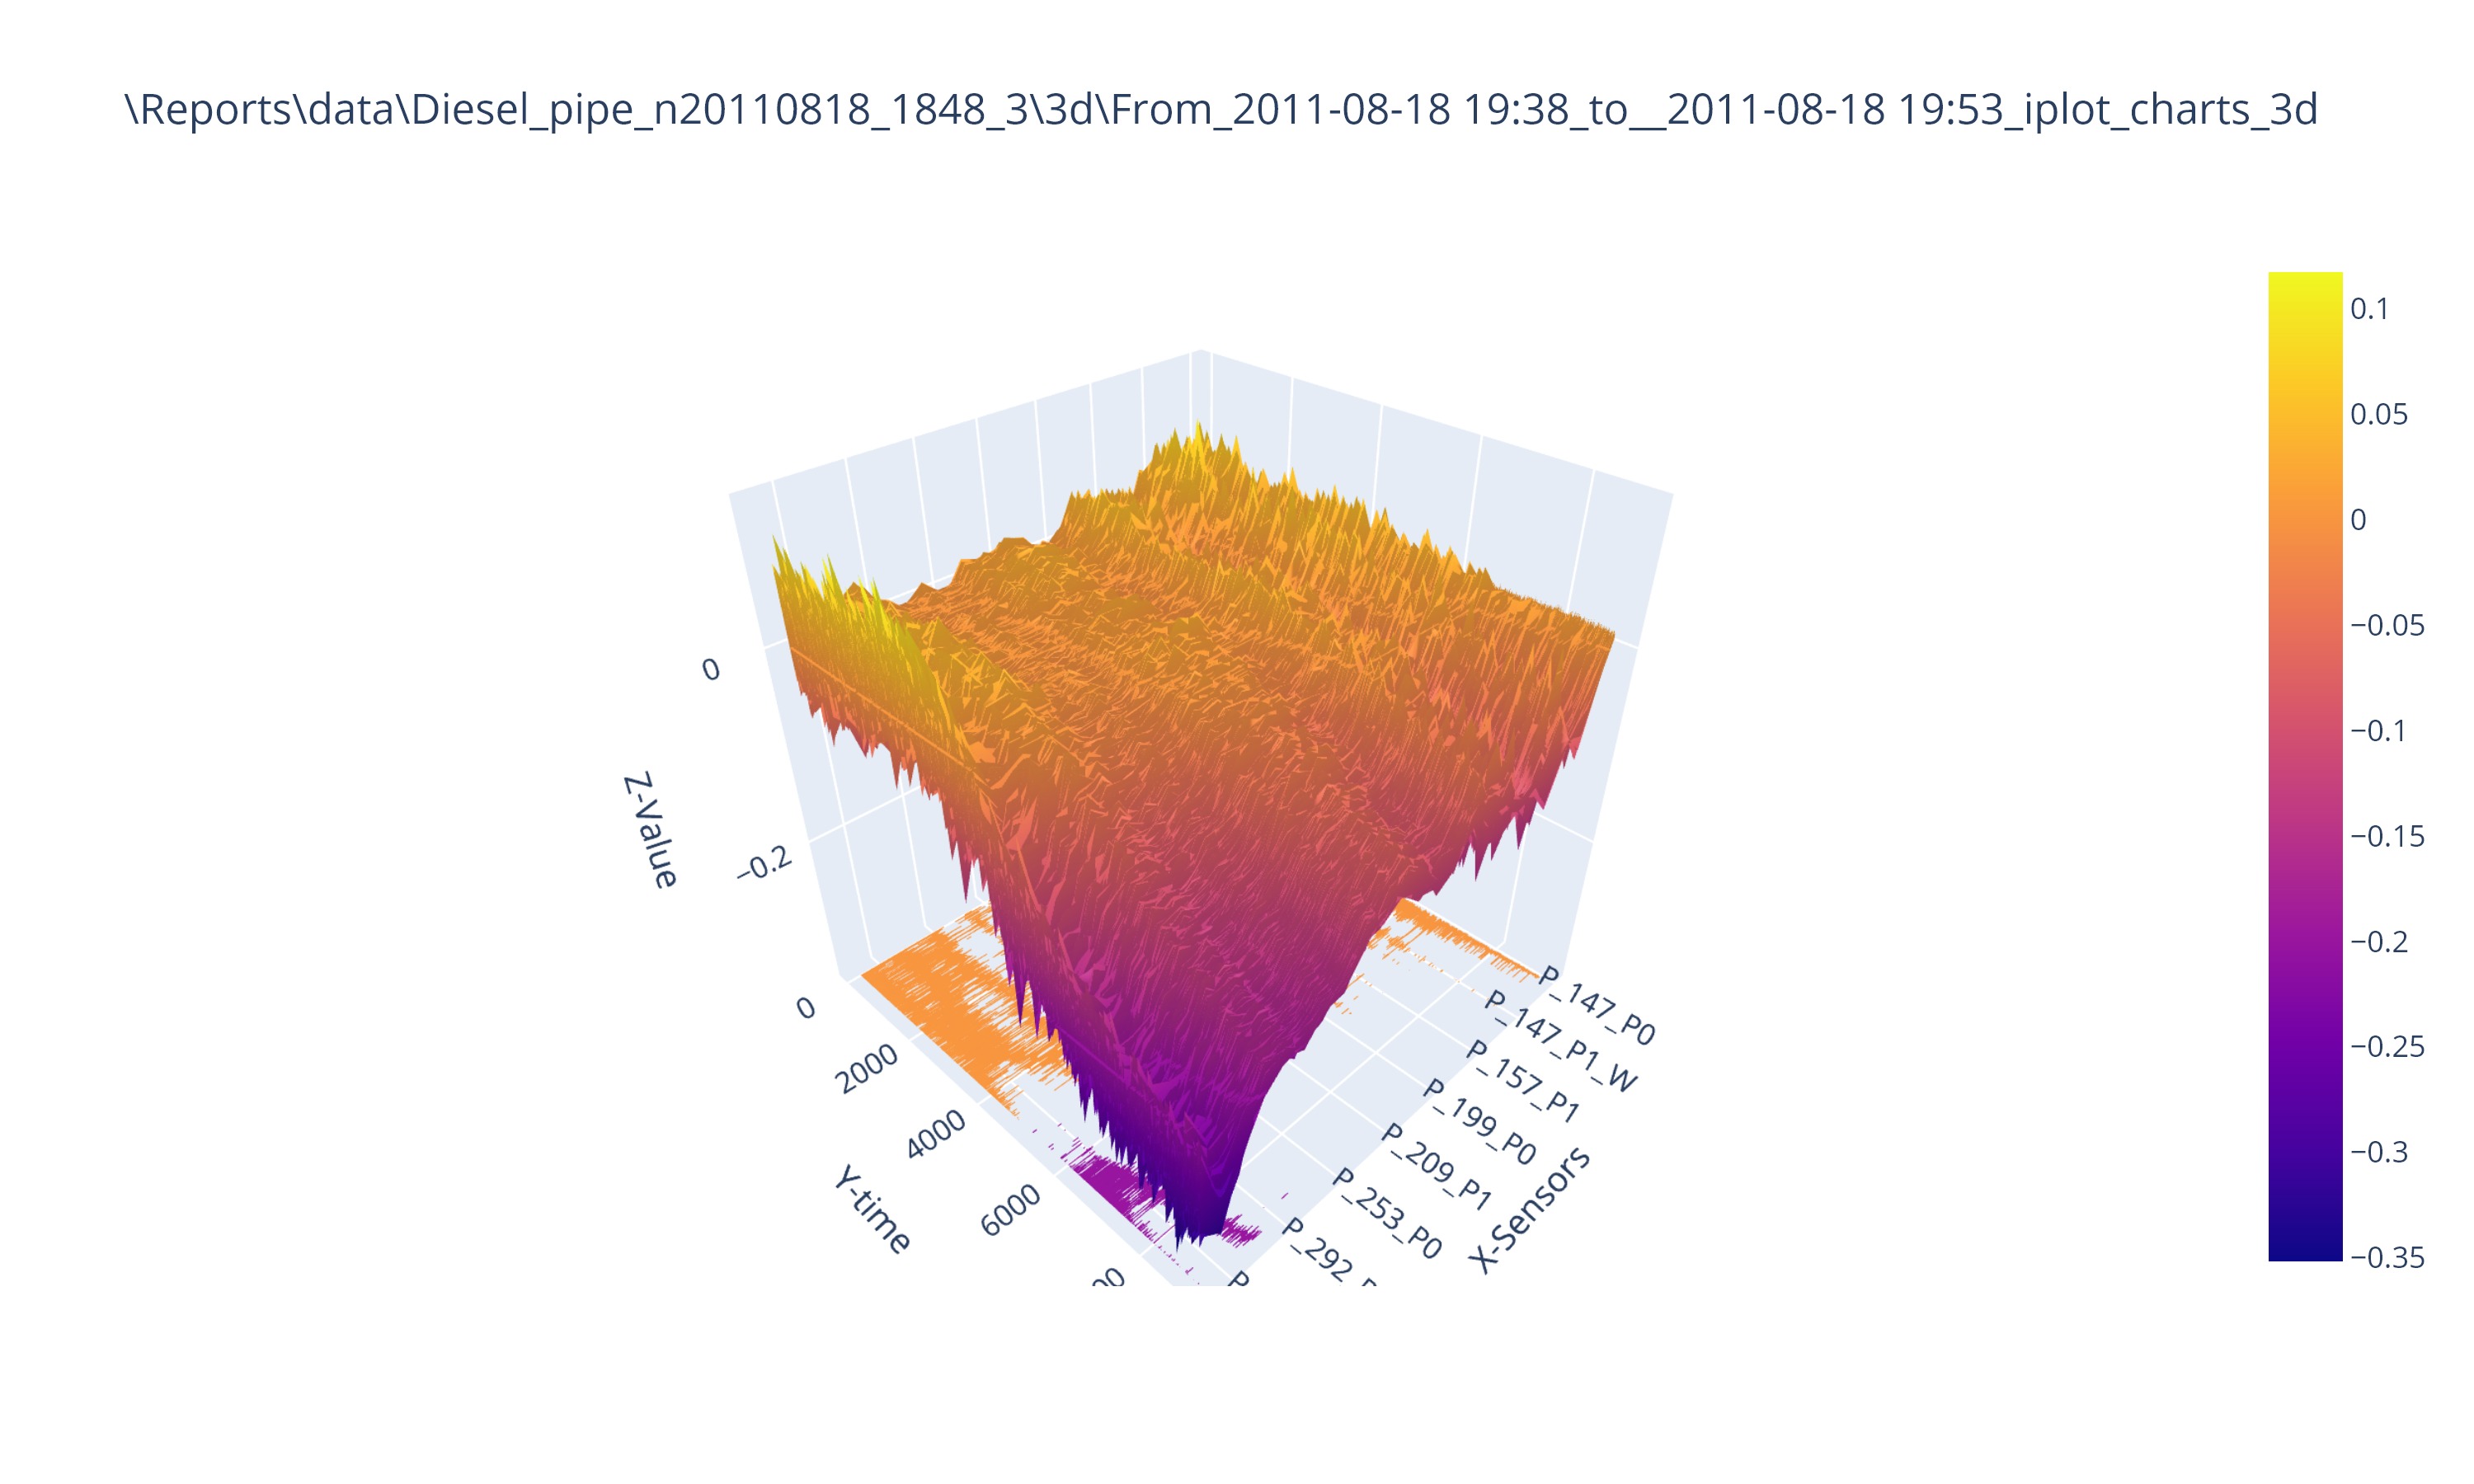 \Reports\data\Diesel_pipe_n20110818_1848_3\3d\From_2011-08-18 19:38_to__2011-08-18 19:53_iplot_charts_3d
0.1
0.05
0
−0.05
−0.1
−0.15
−0.2
−0.25
−0.3
−0.35
0
−0.2
Z-Value
0
2000
4000
6000
Y-time
P_147_P0
P_147_P1_W
P_157_P1
P_199_P0
P_209_P1
P_253_P0
P_292
X-Sensors